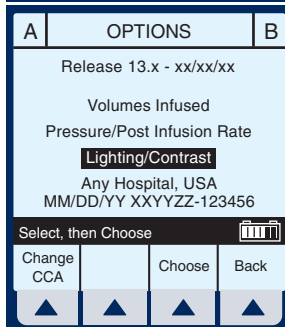 A OPTIONS B
Release 13.x - xx/xx/xx
Volumes Infused
Pressure/Post Infusion Rate
Lighting/Contrast
Any Hospital, USA
MM/DD/YY XXYYZZ-123456
Select, then Choose
Change CCA
Choose
Back